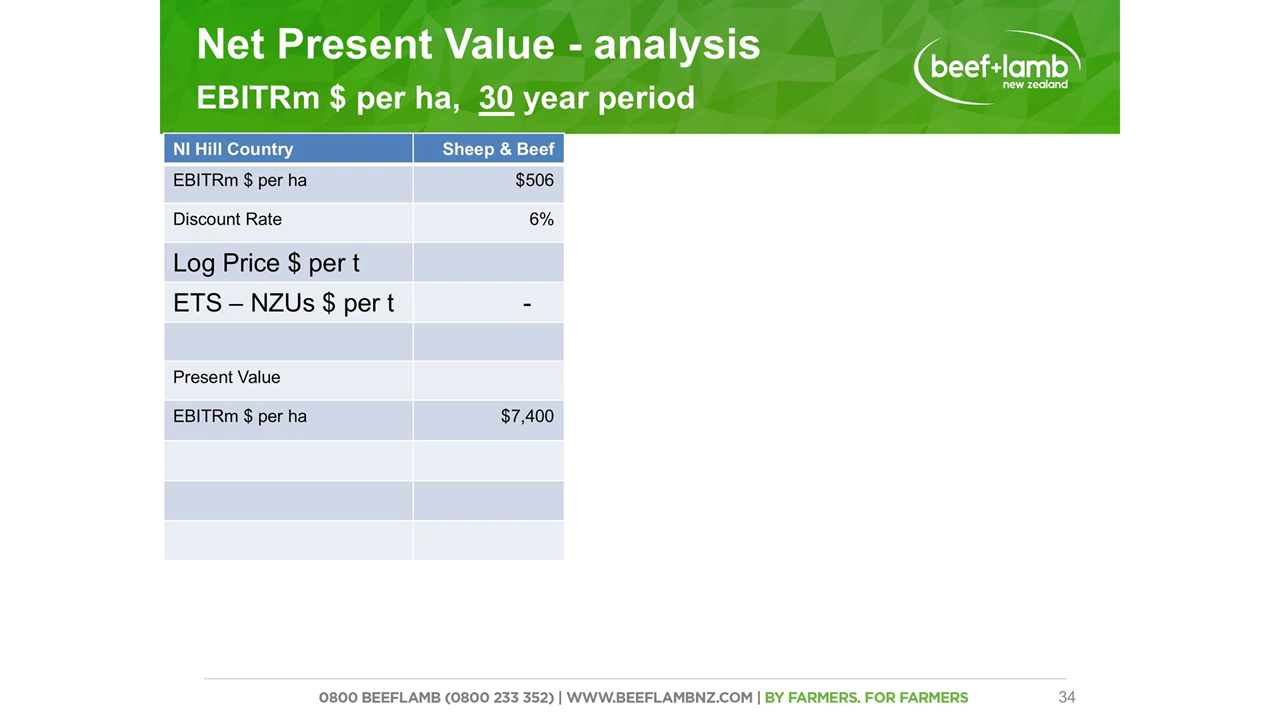 Net Present Value - analysis
EBITRm $ per ha, 30 year period
beef+lamb
new zealand
NI Hill Country Sheep & Beef
EBITRm $ per ha $506
Discount Rate 6%
Log Price $ per t
ETS – NZUs $ per t -
Present Value
EBITRm $ per ha $7,400
0800 BEEFLAMB (0800 233 352) | WWW.BEEFLAMBNZ.COM | BY FARMERS. FOR FARMERS 34